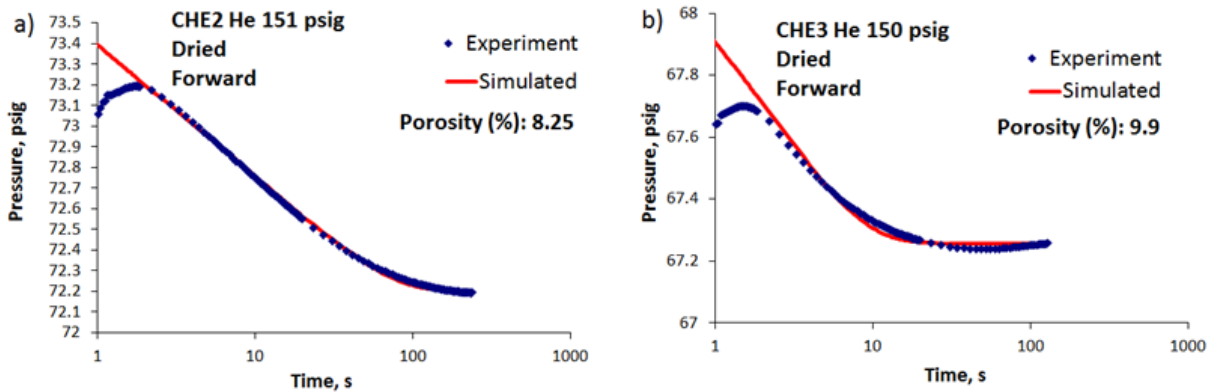 a)
CHE2 He 151 psig
Dried
Forward
Experiment
Simulated
Porosity (%): 8.25
Pressure, psig
73.5
73.4
73.3
73.2
73.1
73
72.9
72.8
72.7
72.6
72.5
72.4
72.3
72.2
72.1
72
1 10 100 1000
Time, s
b)
CHE3 He 150 psig
Dried
Forward
Experiment
Simulated
Porosity (%): 9.9
Pressure, psig
68
67.8
67.6
67.4
67.2
67
1 10 100 1000
Time, s